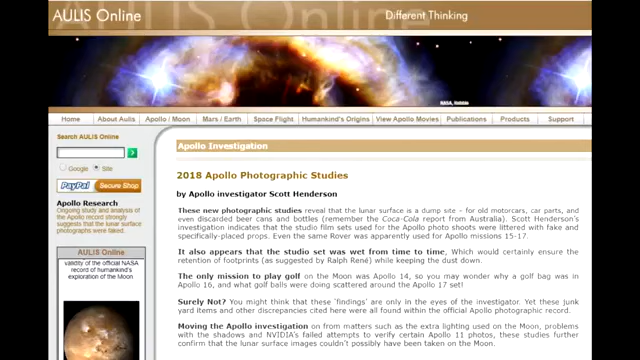 AULIS Online
AULIS Online
Different Thinking
NASA, Hubble
Home
About Aulis
Apollo / Moon
Mars / Earth
Space Flight
Humankind's Origins
View Apollo Movies
Publications
Products
Support
Search AULIS Online
Google
Site
PayPal Secure Shop
Apollo Research
Ongoing study and analysis
of the Apollo record strongly
suggests that the lunar surface
photographs were faked.
AULIS Online
validity of the official NASA
record of humankind's
exploration of the Moon
Apollo Investigation
2018 Apollo Photographic Studies
by Apollo investigator Scott Henderson
These new photographic studies reveal that the lunar surface is a dump site – for old motorcars, car parts, and
even discarded beer cans and bottles (remember the Coca-Cola report from Australia). Scott Henderson's
investigation indicates that the studio film sets used for the Apollo photo shoots were littered with fake and
specifically-placed props. Even the same Rover was apparently used for Apollo missions 15-17.
It also appears that the studio set was wet from time to time, Which would certainly ensure the
retention of footprints (as suggested by Ralph René) while keeping the dust down.
The only mission to play golf on the Moon was Apollo 14, so you may wonder why a golf bag was in
Apollo 16, and what golf balls were doing scattered around the Apollo 17 set!
Surely Not? You might think that these 'findings' are only in the eyes of the investigator. Yet these junk
yard items and other discrepancies cited here were all found within the official Apollo photographic record.
Moving the Apollo investigation on from matters such as the extra lighting used on the Moon, problems
with the shadows and NVIDIA's failed attempts to verify certain Apollo 11 photos, these studies further
confirm that the lunar surface images couldn't possibly have been taken on the Moon.